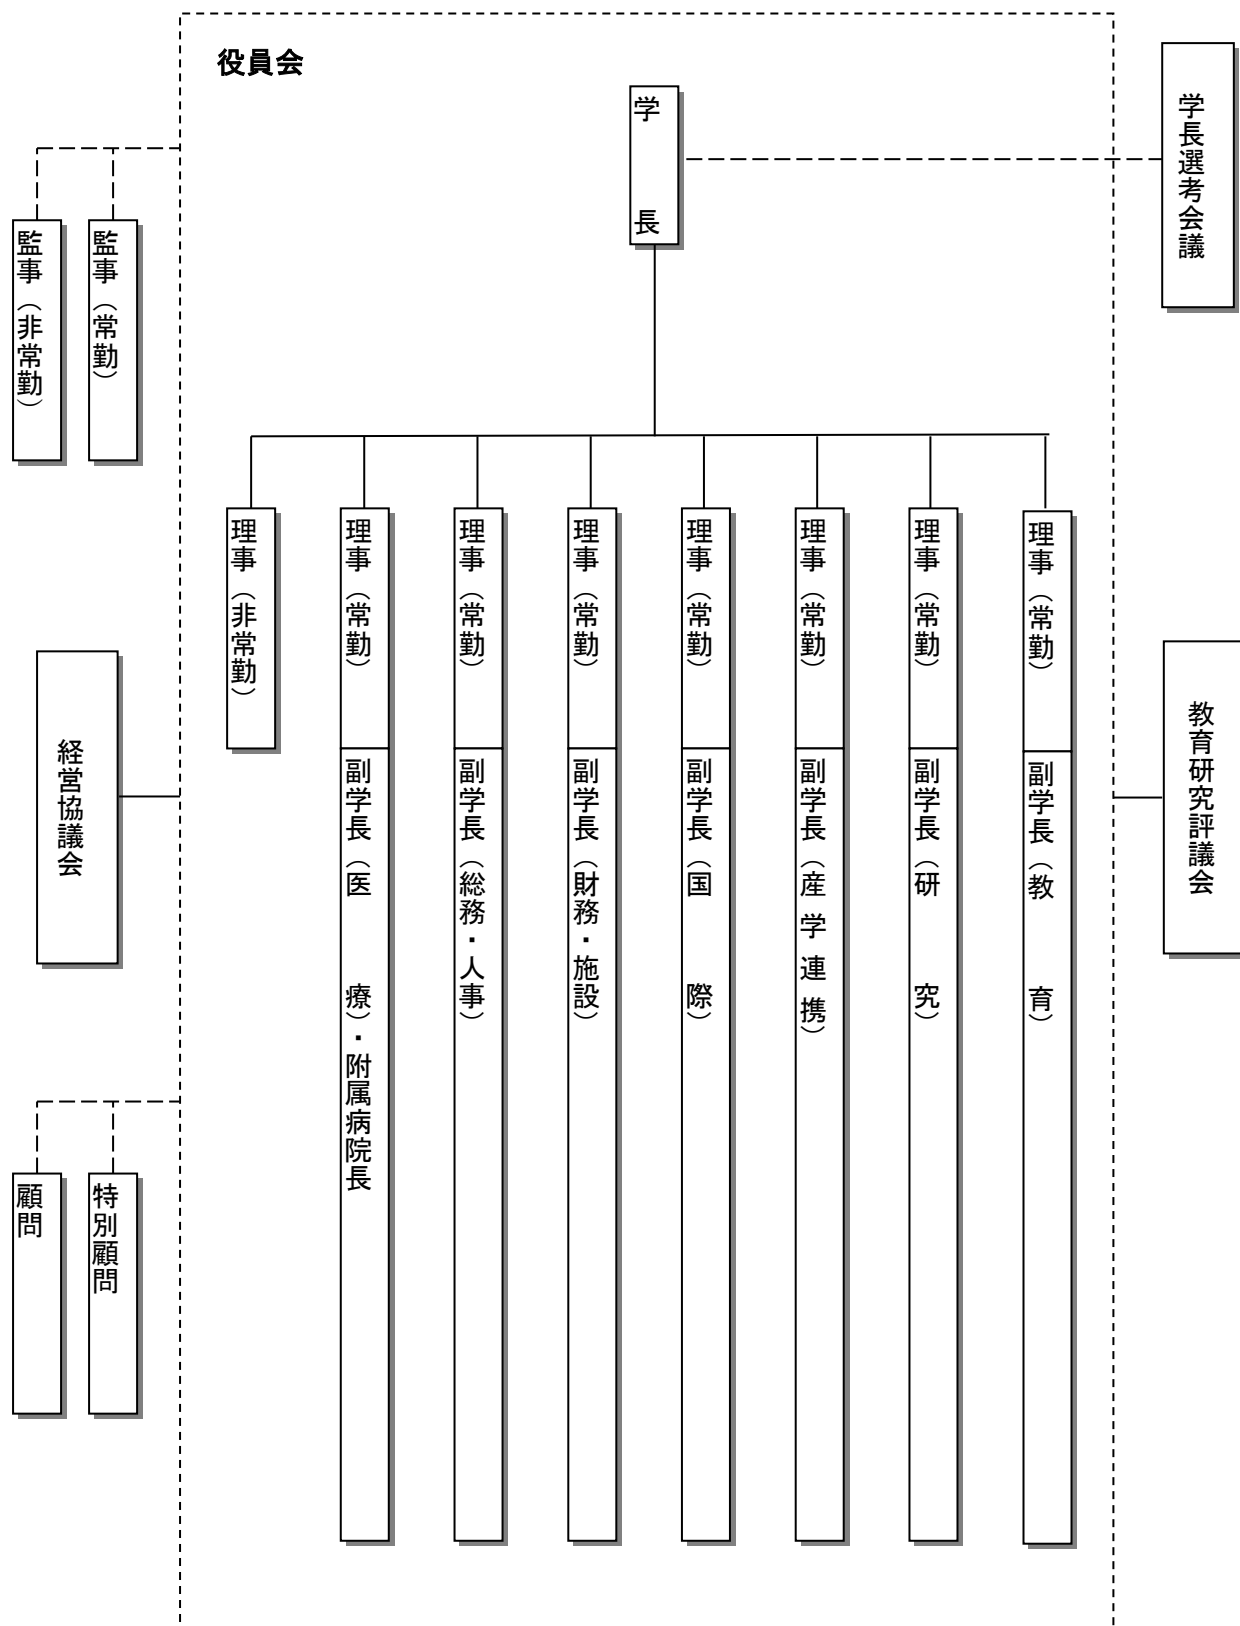 役員会
学長
学長選考会議
監事（常勤）
監事（非常勤）
理事（常勤）
副学長（教育）
理事（常勤）
副学長（研究）
理事（常勤）
副学長（産学連携）
理事（常勤）
副学長（国際）
理事（常勤）
副学長（財務・施設）
理事（常勤）
副学長（総務・人事）
理事（常勤）
副学長（医療）・附属病院長
理事（非常勤）
教育研究評議会
経営協議会
特別顧問
顧問